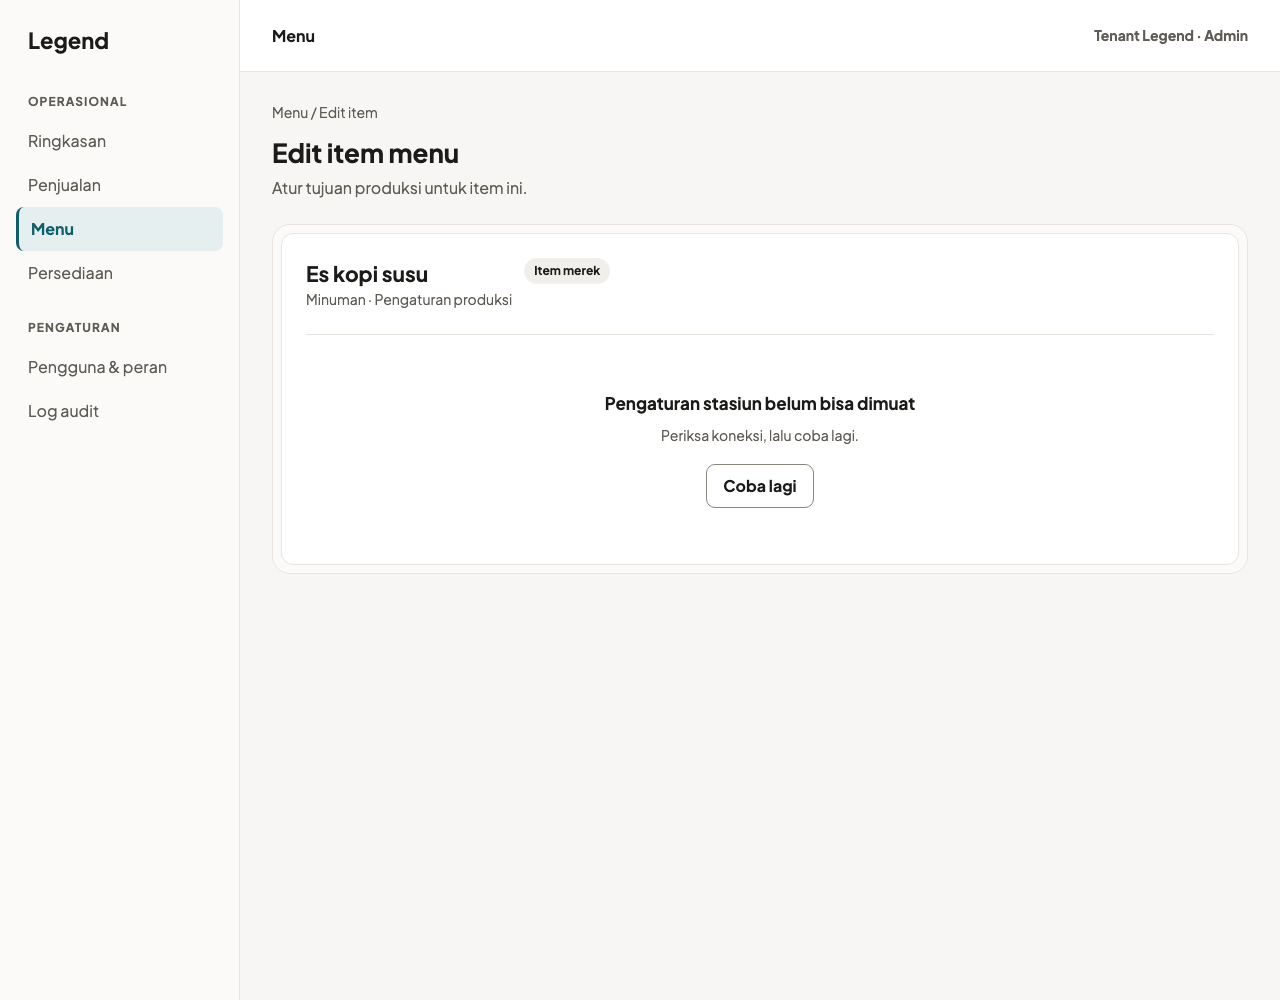 Legend
OPERASIONAL
Ringkasan
Penjualan
Menu
Persediaan
PENGATURAN
Pengguna & peran
Log audit
Menu
Tenant Legend · Admin
Menu / Edit item
Edit item menu
Atur tujuan produksi untuk item ini.
Es kopi susu
Item merek
Minuman · Pengaturan produksi
Pengaturan stasiun belum bisa dimuat
Periksa koneksi, lalu coba lagi.
Coba lagi